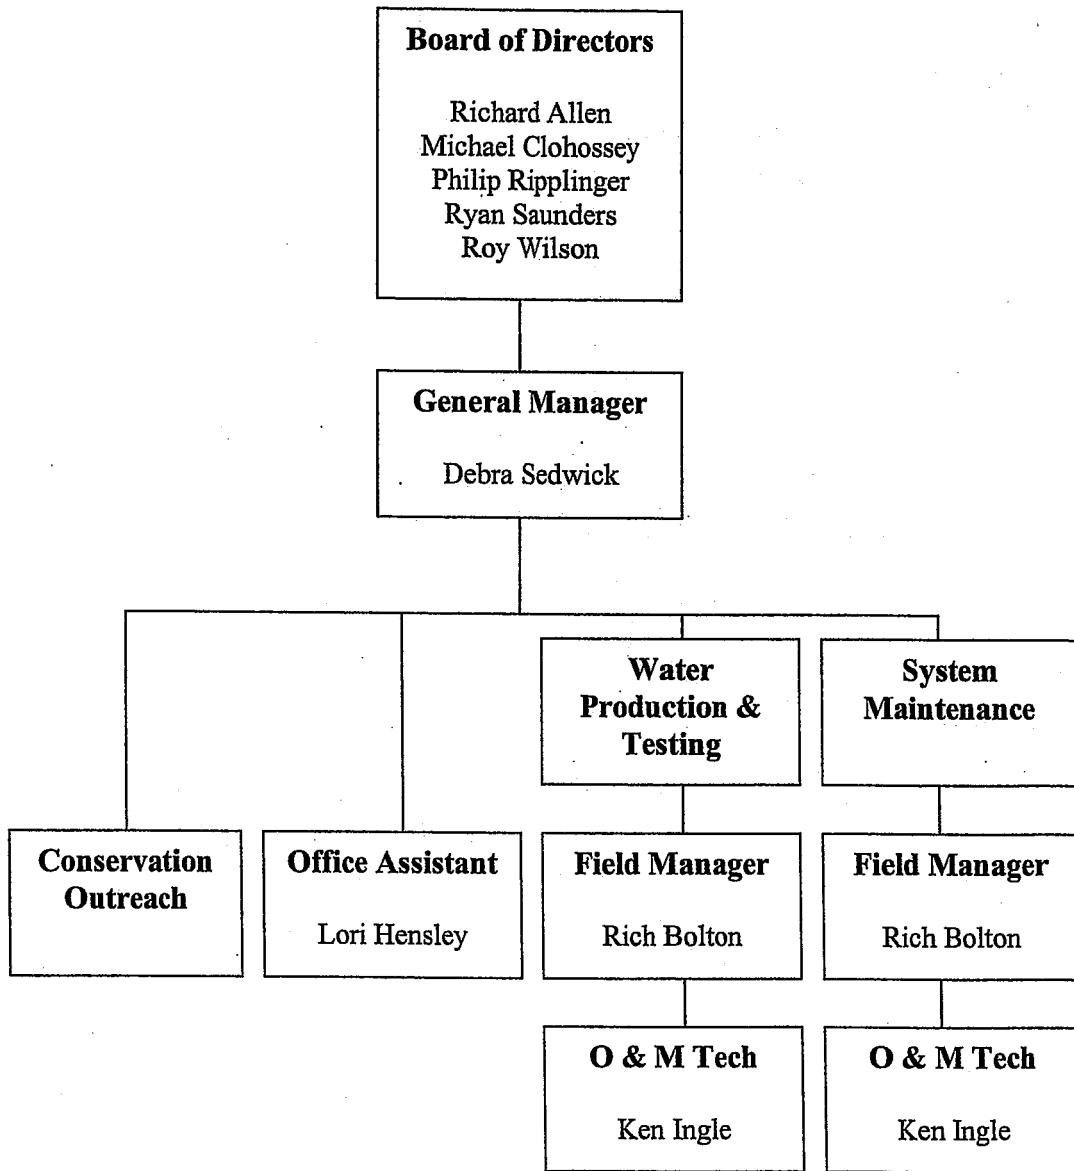 Board of Directors
Richard Allen
Michael Clohossey
Philip Ripplinger
Ryan Saunders
Roy Wilson
General Manager
Debra Sedwick
Water
Production &
Testing
System
Maintenance
Conservation
Outreach
Office Assistant
Lori Hensley
Field Manager
Rich Bolton
Field Manager
Rich Bolton
O & M Tech
Ken Ingle
O & M Tech
Ken Ingle